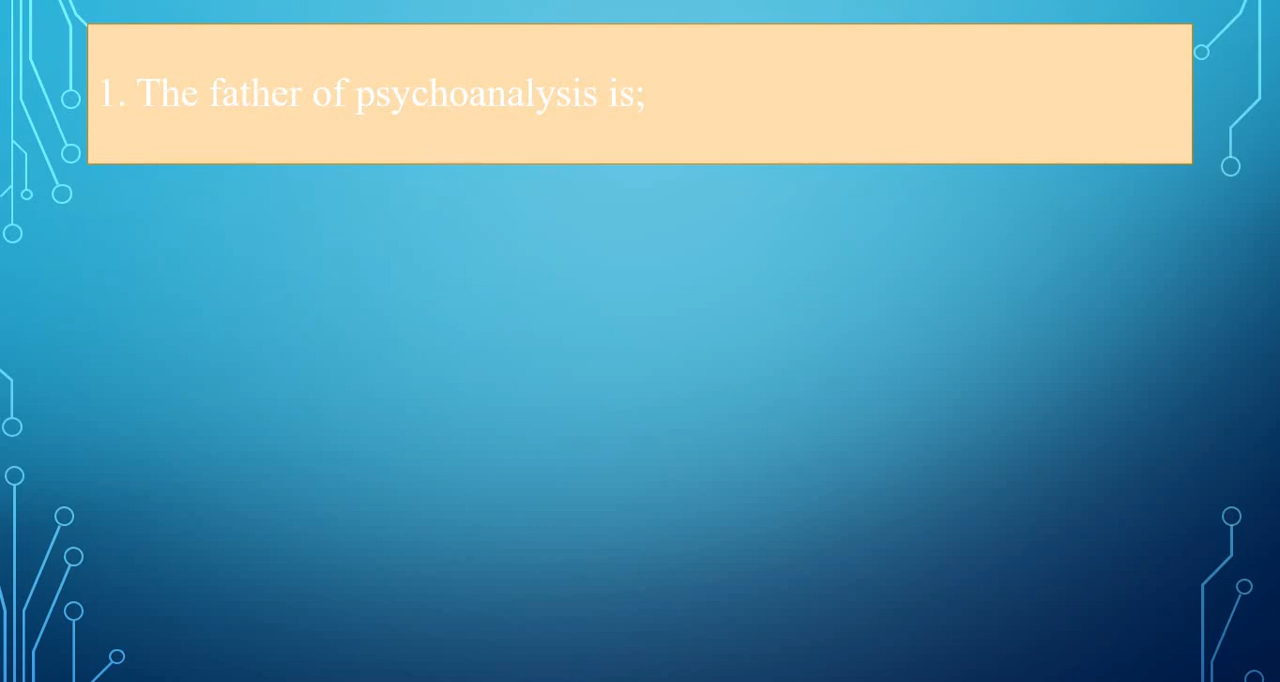 1. The father of psychoanalysis is;